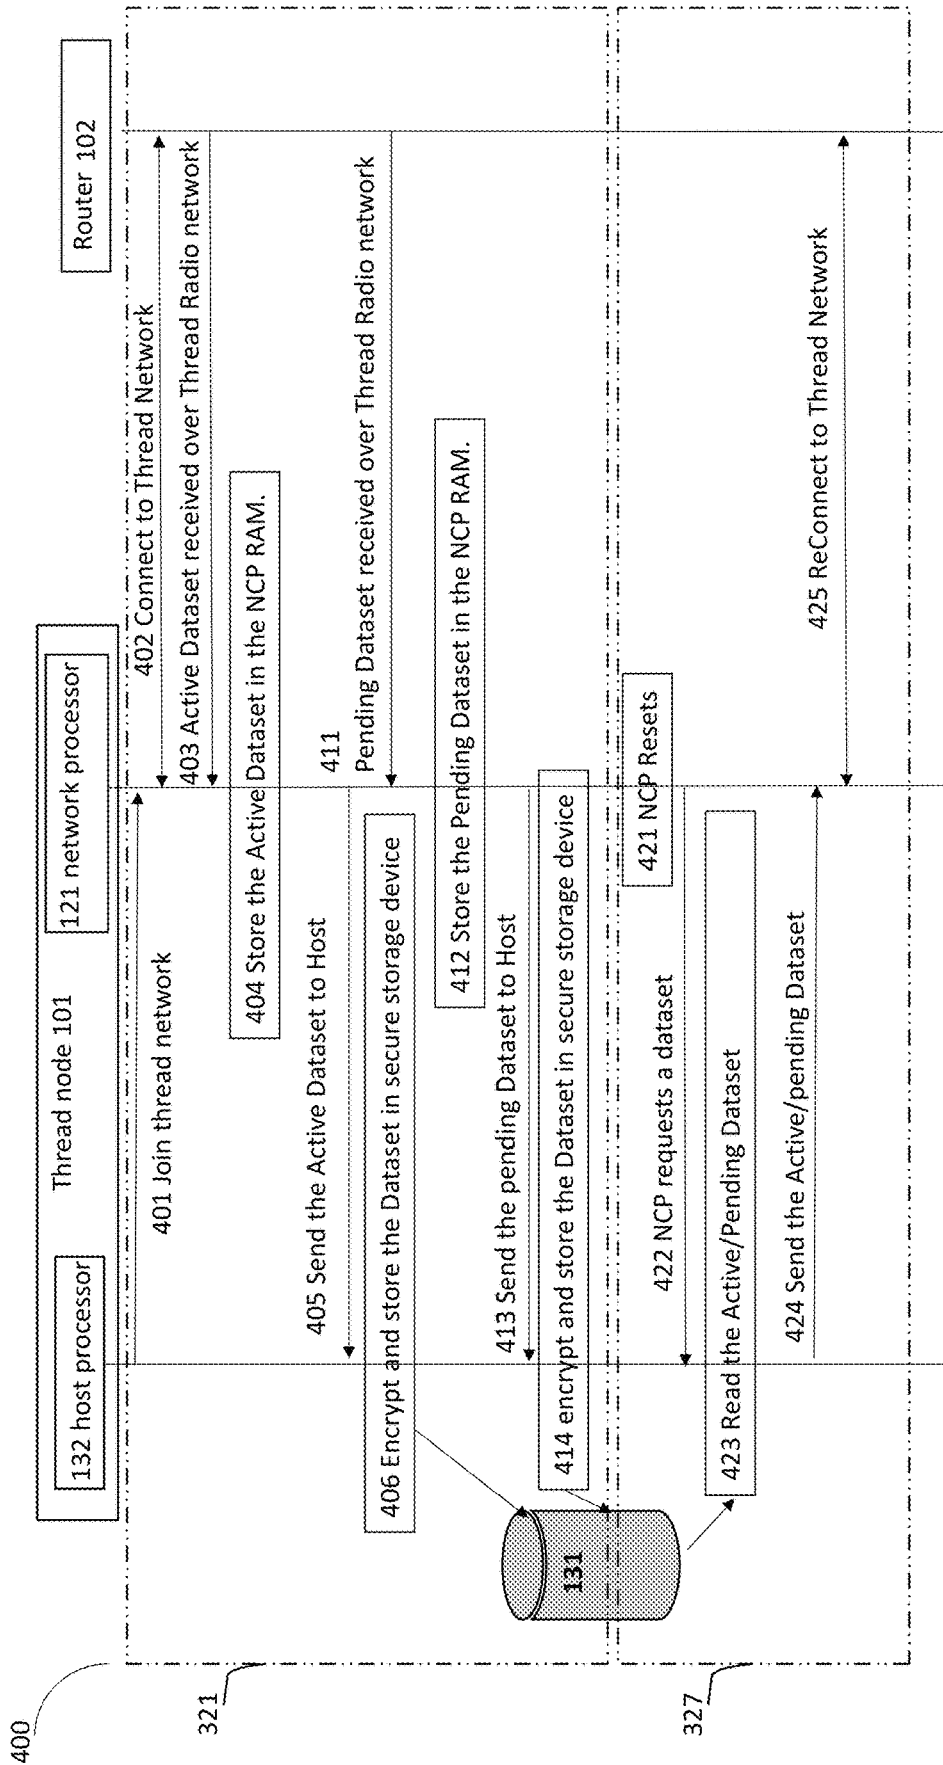 400
Thread node 101
132 host processor
121 network processor
Router 102
321
401 Join thread network
402 Connect to Thread Network
403 Active Dataset received over Thread Radio network
404 Store the Active Dataset in the NCP RAM.
405 Send the Active Dataset to Host
406 Encrypt and store the Dataset in secure storage device
411
Pending Dataset received over Thread Radio network
412 Store the Pending Dataset in the NCP RAM.
413 Send the pending Dataset to Host
414 encrypt and store the Dataset in secure storage device
131
327
421 NCP Resets
422 NCP requests a dataset
423 Read the Active/Pending Dataset
424 Send the Active/pending Dataset
425 ReConnect to Thread Network